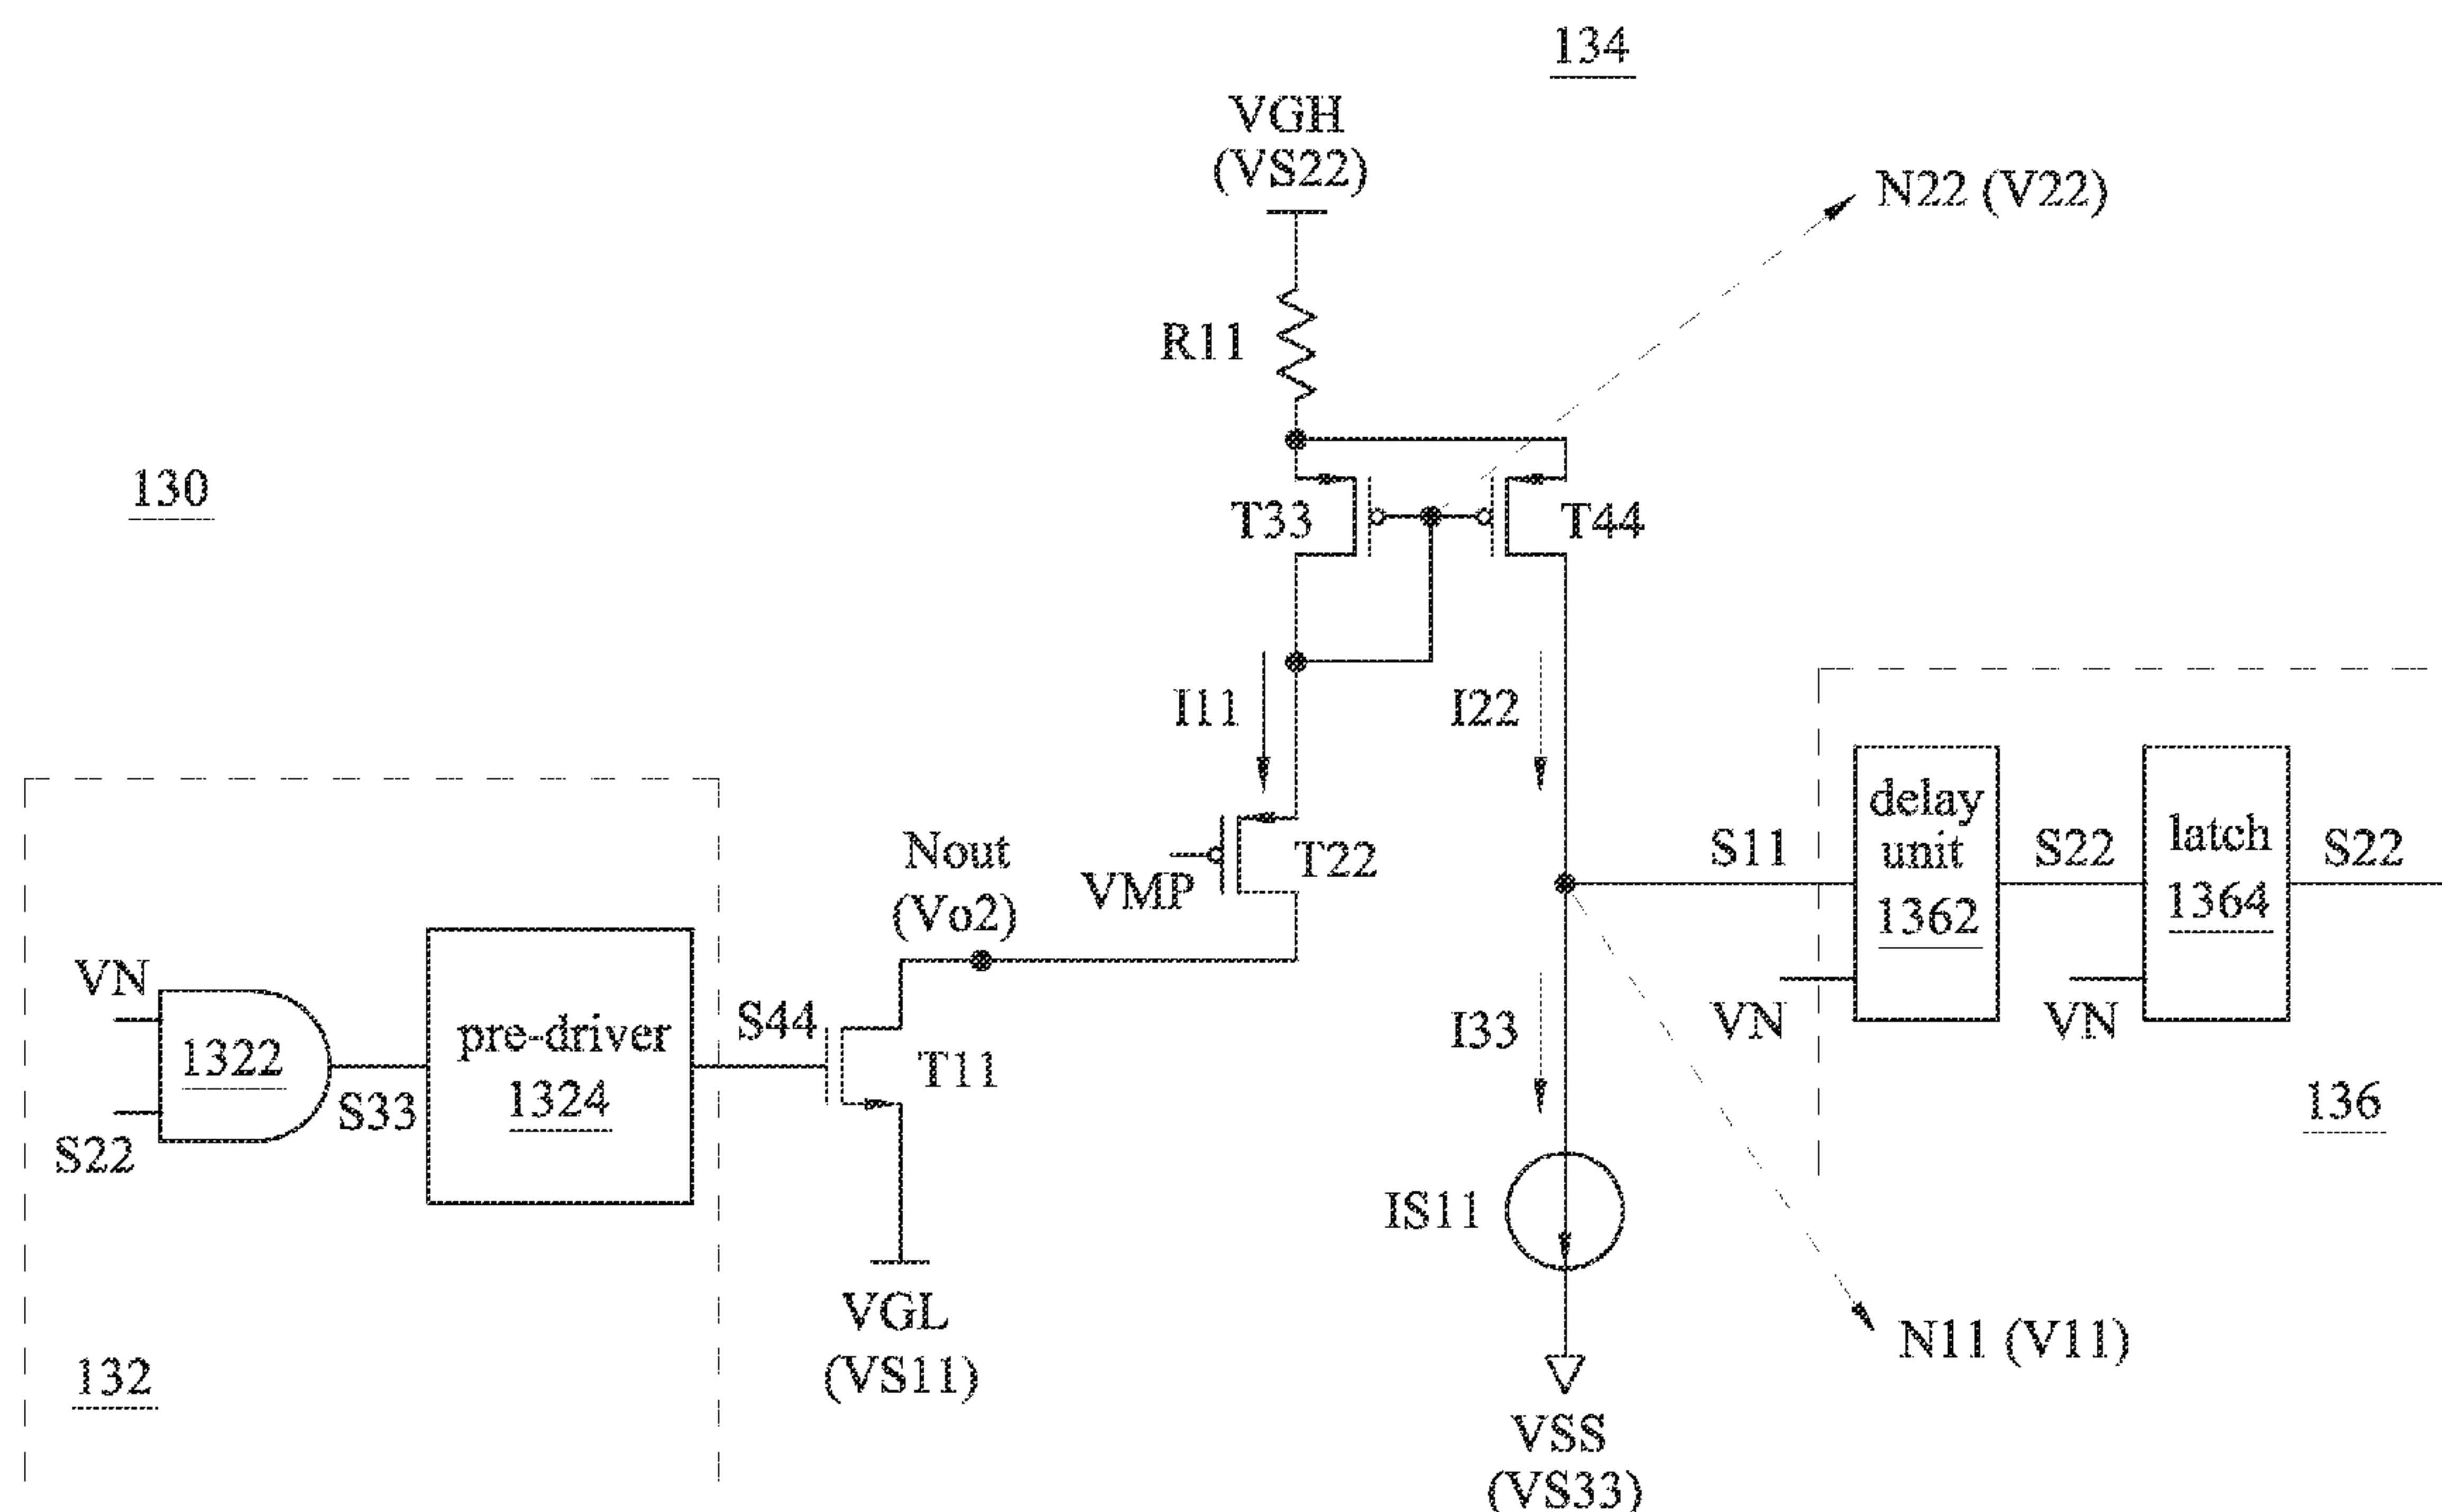 134
VGH
(VS22)
N22 (V22)
R11
130
T33
T44
I11
I22
delay
unit
1362
latch
1364
S11
S22
S22
Nout
(Vo2)
VMP
T22
VN
1322
S22
S33
pre-driver
1324
S44
T11
I33
VN
VN
136
IS11
VGL
(VS11)
N11 (V11)
132
VSS
(VS33)